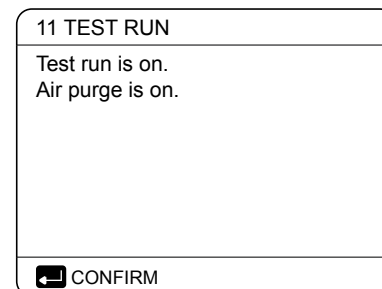 11 TEST RUN
Test run is on.
Air purge is on.
CONFIRM